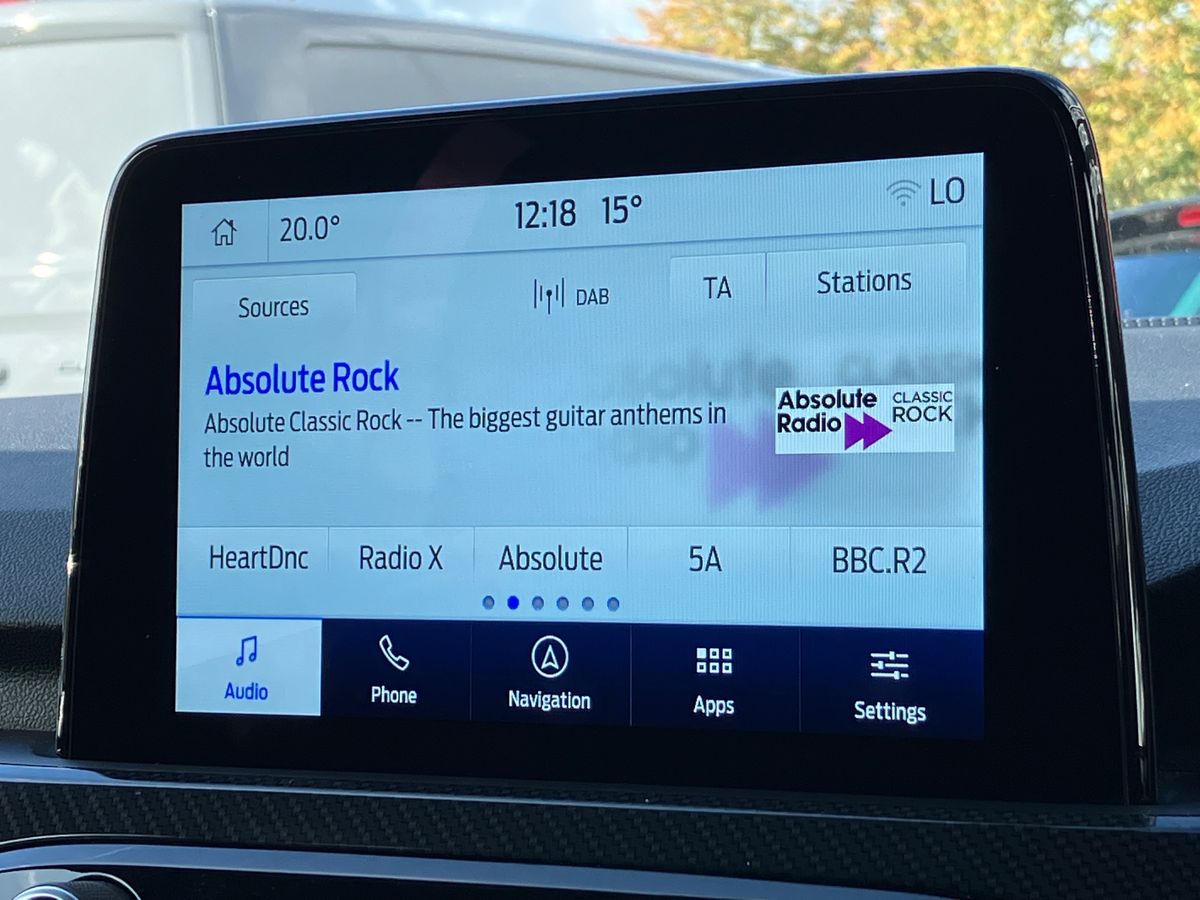 20.0°
12:18 15°
LO
Sources
DAB
TA
Stations
Absolute Rock
Absolute Classic Rock -- The biggest guitar anthems in
the world
Absolute
Radio
CLASSIC
ROCK
HeartDnc
Radio X
Absolute
5A
BBC.R2
Audio
Phone
Navigation
Apps
Settings